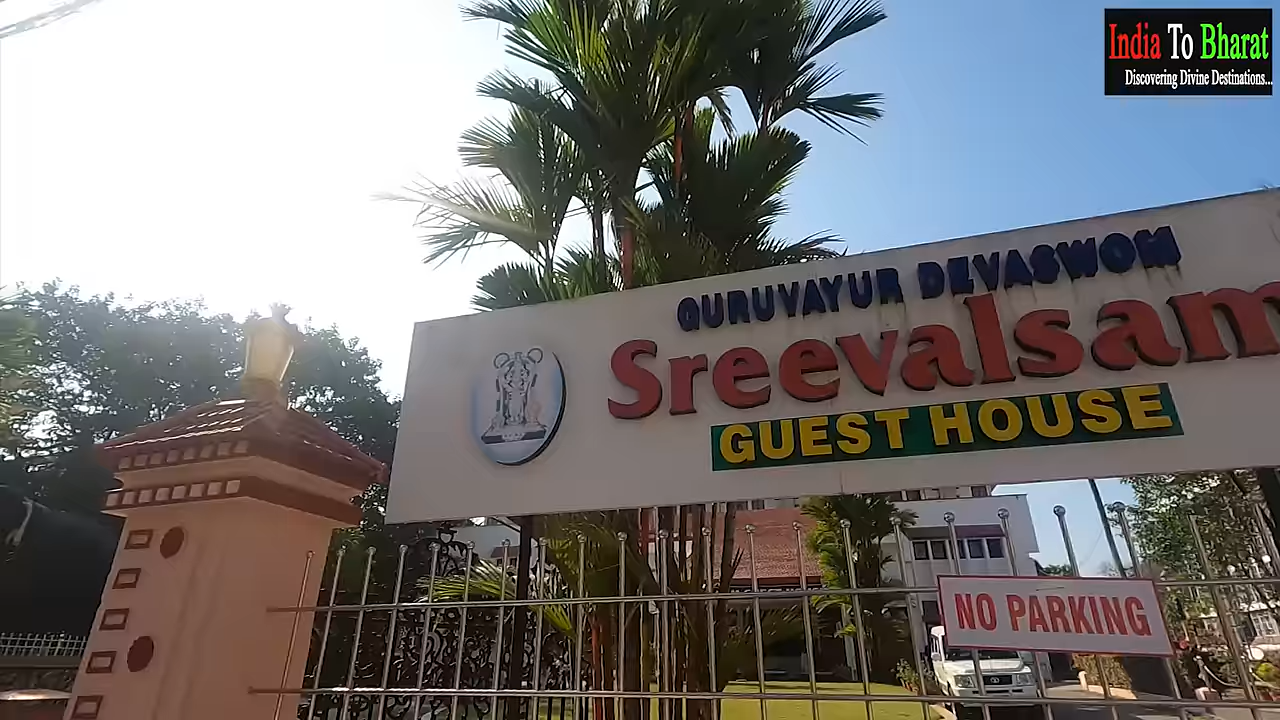 India To Bharat
Discovering Divine Destinations...
GURUVAYUR DEVASWOM
Sreevalsam
GUEST HOUSE
NO PARKING